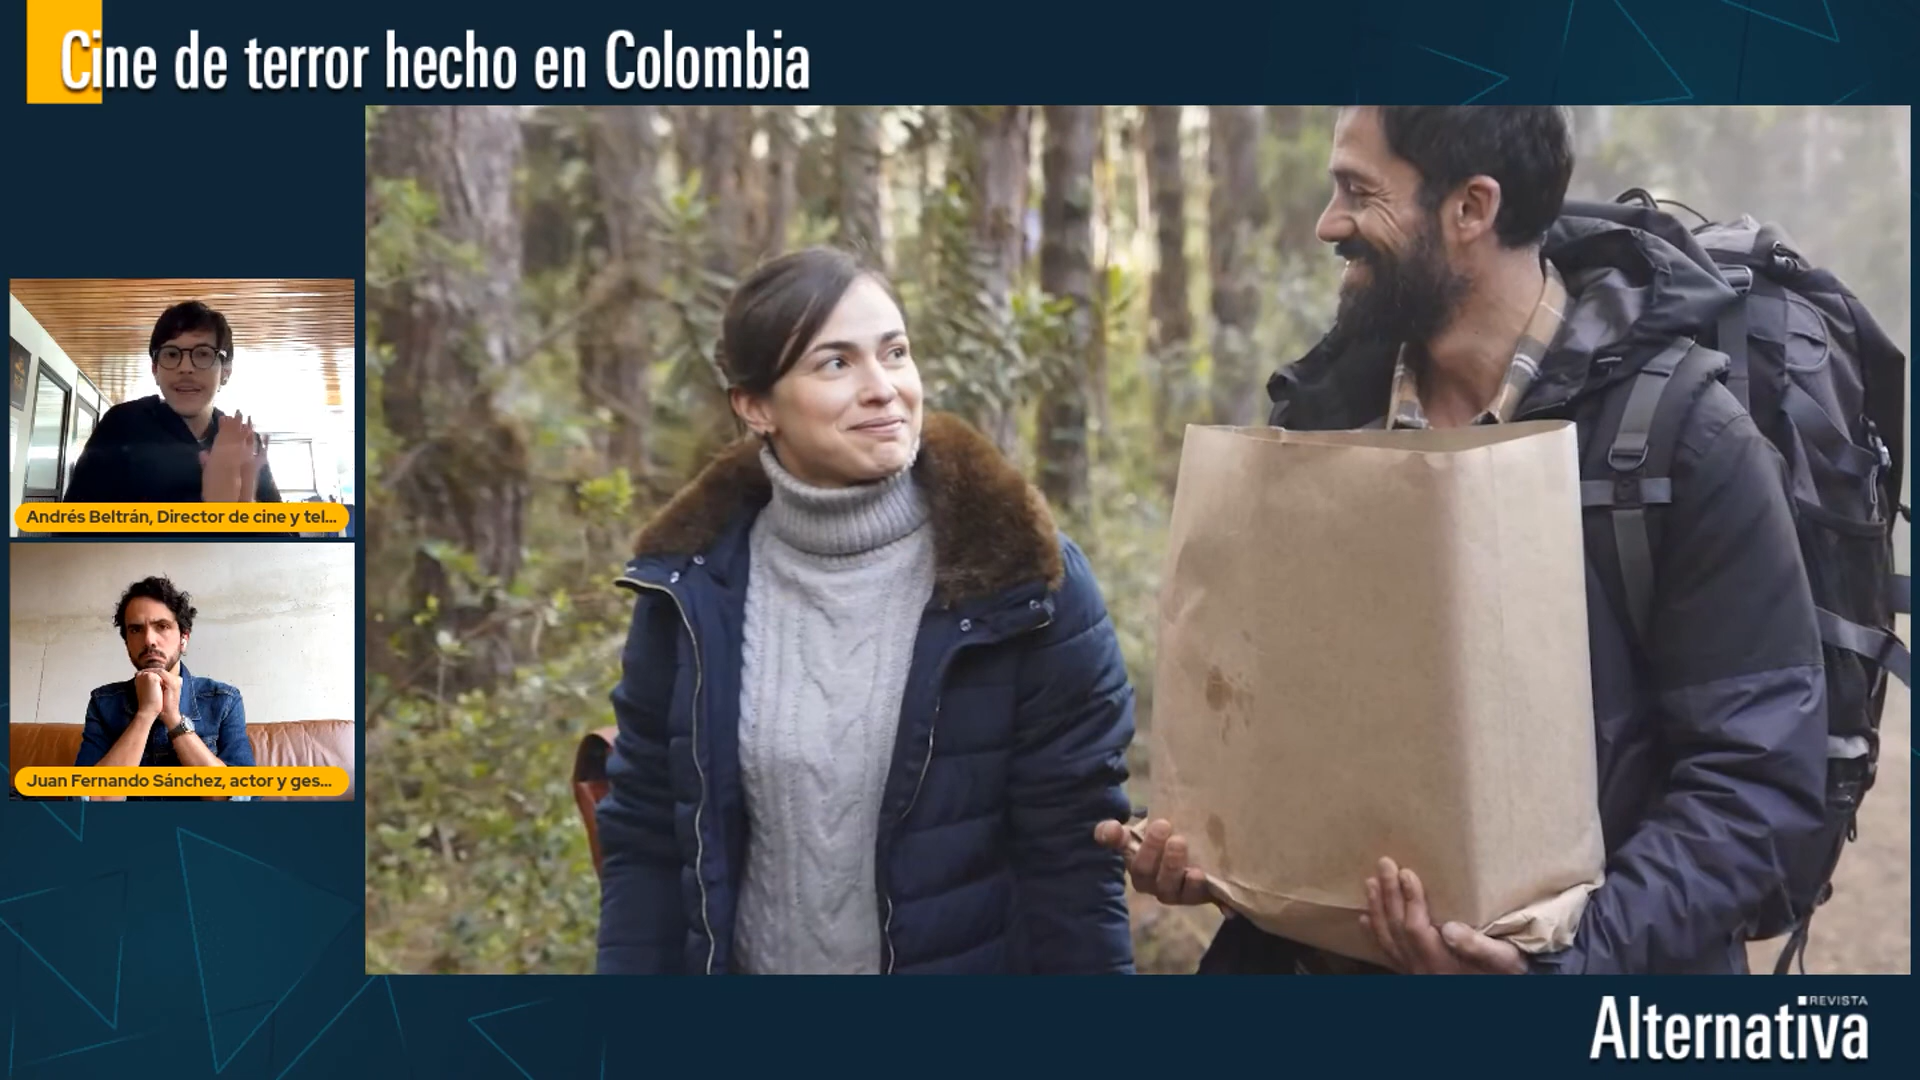 Cine de terror hecho en Colombia
Andrés Beltrán, Director de cine y tel...
Juan Fernando Sánchez, actor y ges...
REVISTA
Alternativa